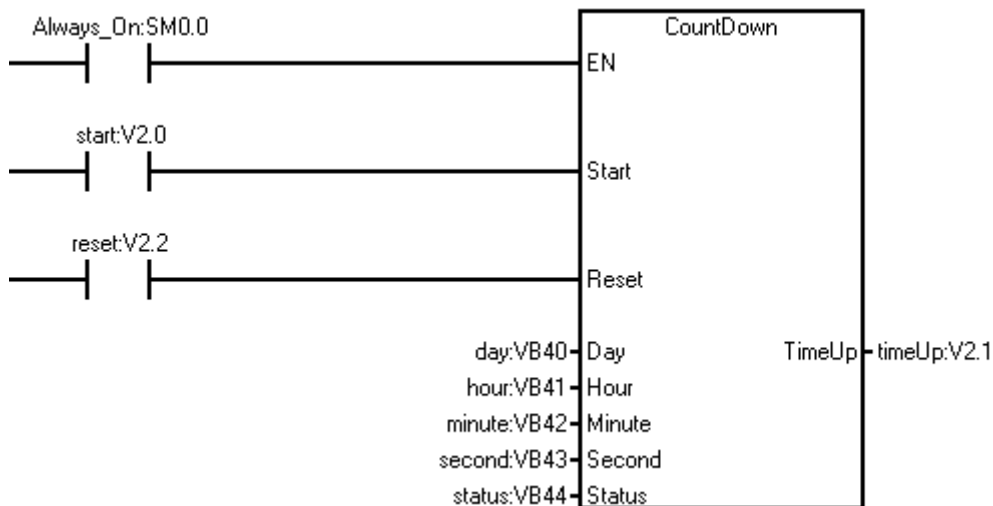 Always_On:SM0.0
CountDown
EN
start:V2.0
Start
reset:V2.2
Reset
day:VB40 Day TimeUp timeUp:V2.1
hour:VB41 Hour
minute:VB42 Minute
second:VB43 Second
status:VB44 Status